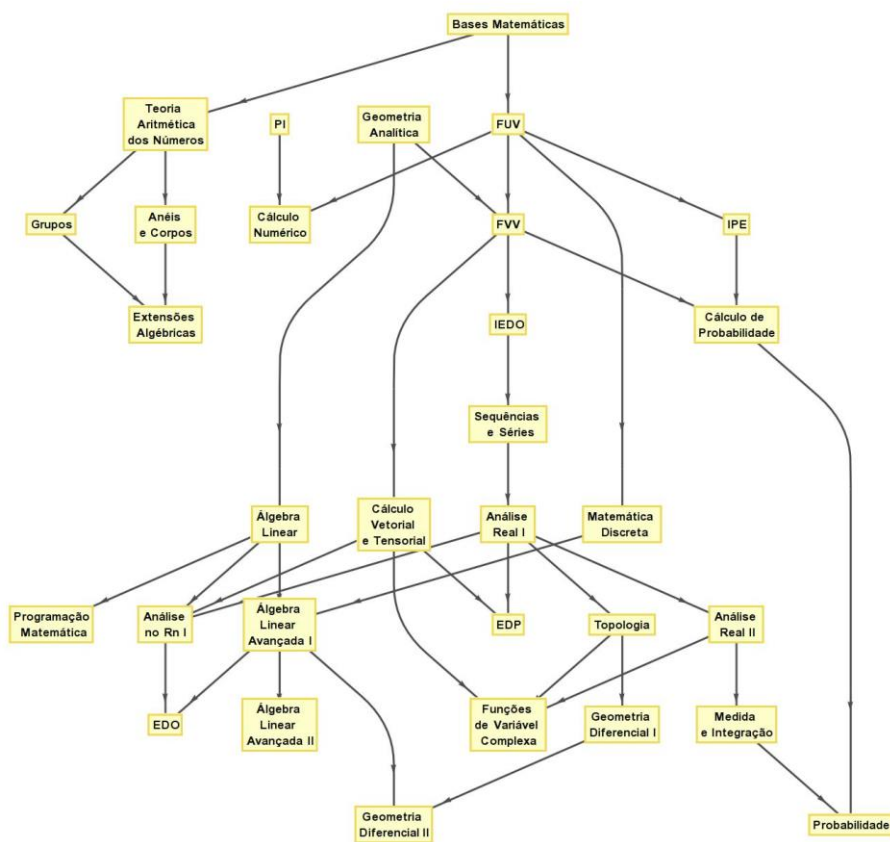 Bases Matemáticas
Teoria
Aritmética
dos Números
PI
Geometria
Analítica
FUV
Grupos
Anéis
e Corpos
Cálculo
Numérico
FVV
IPE
Extensões
Algébricas
IEDO
Cálculo de
Probabilidade
Sequências
e Séries
Álgebra
Linear
Cálculo
Vetorial
e Tensorial
Análise
Real I
Matemática
Discreta
Programação
Matemática
Análise
no Rn I
Álgebra
Linear
Avançada I
EDP
Topologia
Análise
Real II
EDO
Álgebra
Linear
Avançada II
Funções
de Variável
Complexa
Geometria
Diferencial I
Medida
e Integração
Geometria
Diferencial II
Probabilidade